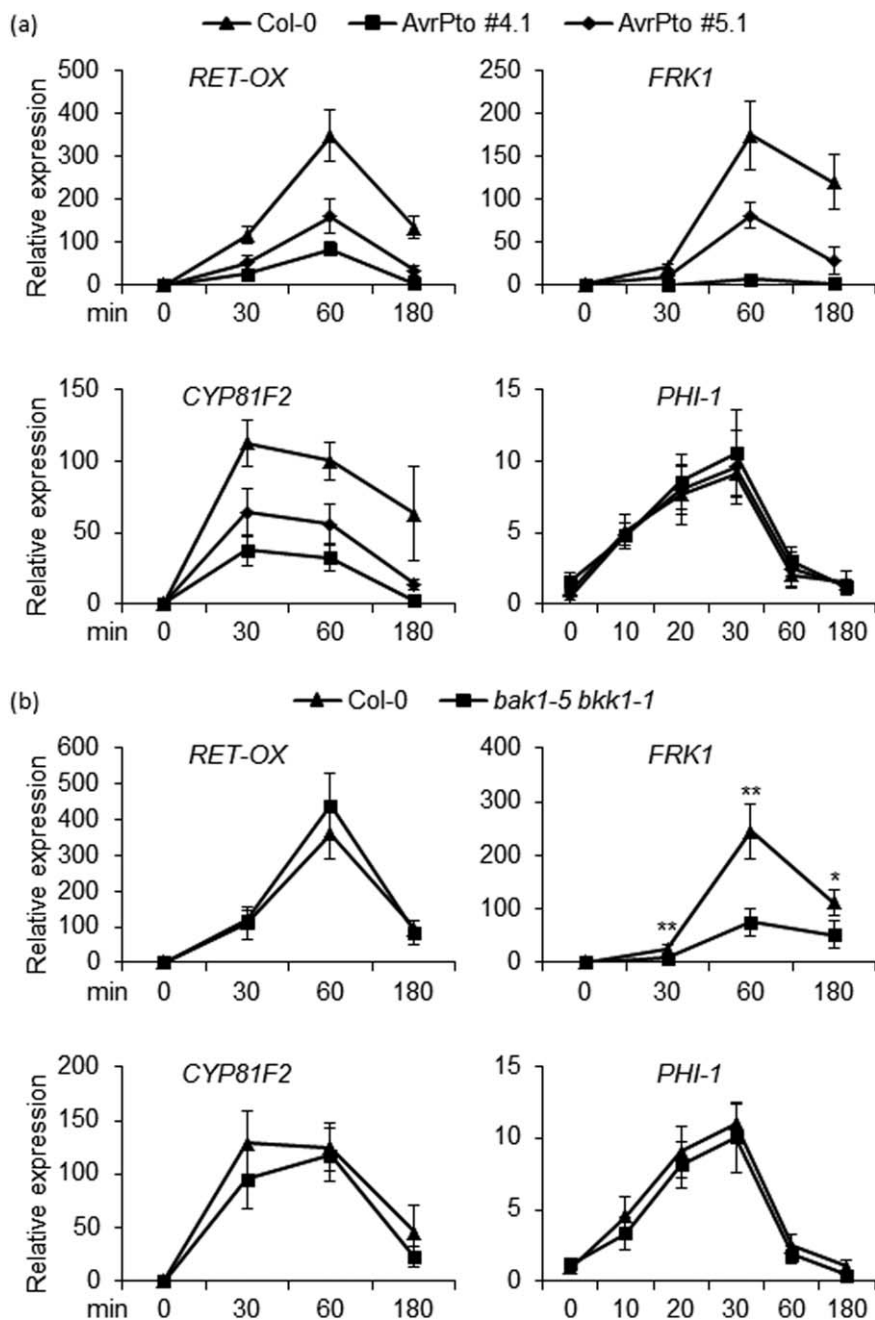 (a)
Col-0 AvrPto #4.1 AvrPto #5.1
RET-OX
Relative expression
500
400
300
200
100
0
min 0 30 60 180
FRK1
250
200
150
100
50
0
0 30 60 180
CYP81F2
Relative expression
150
100
50
0
min 0 30 60 180
PHI-1
15
10
5
0
0 10 20 30 60 180
(b)
Col-0 bak1-5 bkk1-1
RET-OX
Relative expression
600
500
400
300
200
100
0
min 0 30 60 180
FRK1
400
300
200
100
0
** ** *
0 30 60 180
CYP81F2
Relative expression
200
150
100
50
0
min 0 30 60 180
PHI-1
15
10
5
0
0 10 20 30 60 180